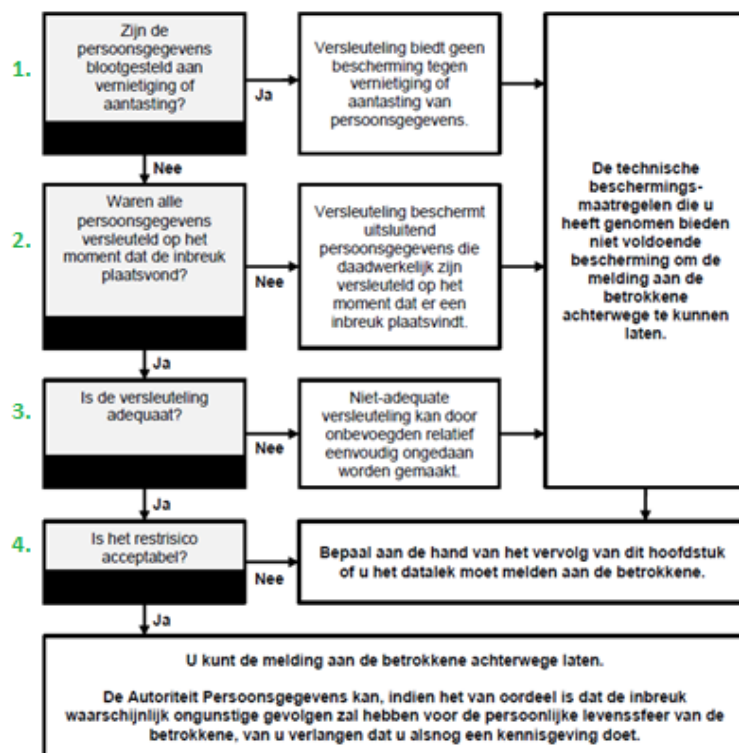 1.
Zijn de
persoonsgegevens
blootgesteld aan
vernietiging of
aantasting?
Ja
Versleuteling biedt geen
bescherming tegen
vernietiging of
aantasting van
persoonsgegevens.
Nee
2.
Waren alle
persoonsgegevens
versleuteld op het
moment dat de inbreuk
plaatsvond?
Nee
Versleuteling beschermt
uitsluitend
persoonsgegevens die
daadwerkelijk zijn
versleuteld op het
moment dat er een
inbreuk plaatsvindt.
De technische
beschermings-
maatregelen die u
heeft genomen bieden
niet voldoende
bescherming om de
melding aan de
betrokkene
achterwege te kunnen
laten.
Ja
3.
Is de versleuteling
adequaat?
Nee
Niet-adequate
versleuteling kan door
onbevoegden relatief
eenvoudig ongedaan
worden gemaakt.
Ja
4.
Is het restrisico
acceptabel?
Nee
Bepaal aan de hand van het vervolg van dit hoofdstuk
of u het datalek moet melden aan de betrokkene.
Ja
U kunt de melding aan de betrokkene achterwege laten.
De Autoriteit Persoonsgegevens kan, indien het van oordeel is dat de inbreuk
waarschijnlijk ongunstige gevolgen zal hebben voor de persoonlijke levenssfeer van de
betrokkene, van u verlangen dat u alsnog een kennisgeving doet.